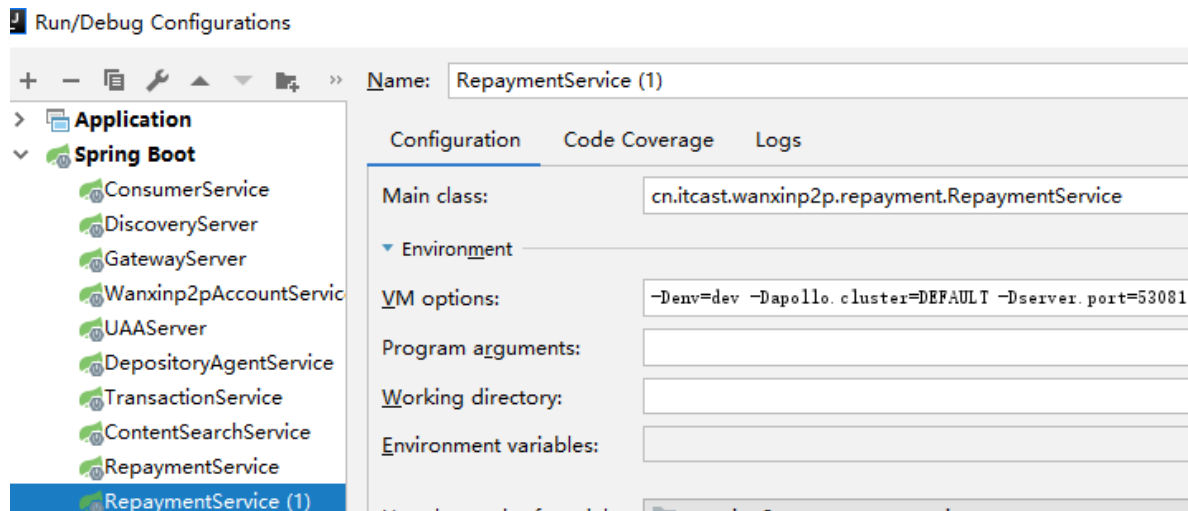 Run/Debug Configurations
Name: RepaymentService (1)
Application
Spring Boot
ConsumerService
DiscoveryServer
GatewayServer
Wanxinp2pAccountServic
UAAServer
DepositoryAgentService
TransactionService
ContentSearchService
RepaymentService
RepaymentService (1)
Configuration Code Coverage Logs
Main class: cn.itcast.wanxinp2p.repayment.RepaymentService
Environment
VM options: -Denv=dev -Dapollo.cluster=DEFAULT -Dserver.port=53081
Program arguments:
Working directory:
Environment variables: